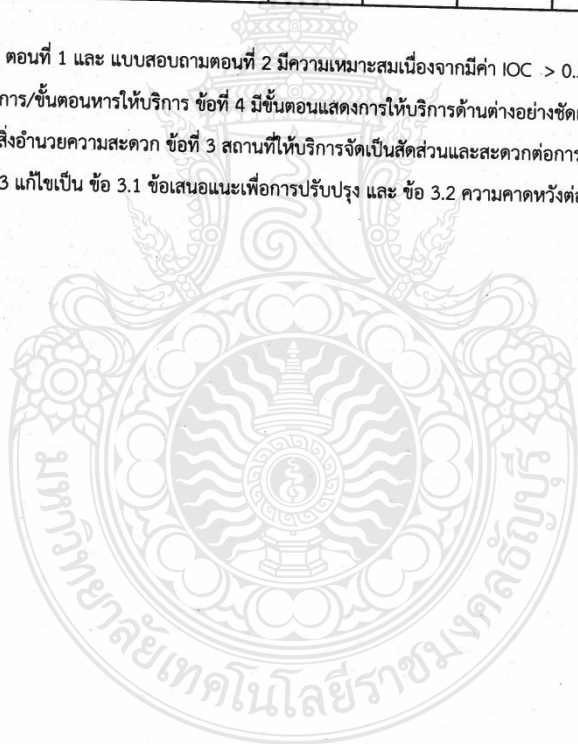 ตอนที่ 1 และ แบบสอบถามตอนที่ 2 มีความเหมาะสมเนื่องจากมีค่า IOC > 0.
การ/ขั้นตอนหารให้บริการ ข้อที่ 4 มีขั้นตอนแสดงการให้บริการด้านต่างอย่างชัด
สิ่งอำนวยความสะดวก ข้อที่ 3 สถานที่ให้บริการจัดเป็นสัดส่วนและสะดวกต่อการ
3 แก้ไขเป็น ข้อ 3.1 ข้อเสนอแนะเพื่อการปรับปรุง และ ข้อ 3.2 ความคาดหวังต่อ
มหาวิทยาลัยเทคโนโลยีราชมงคลธัญบุรี